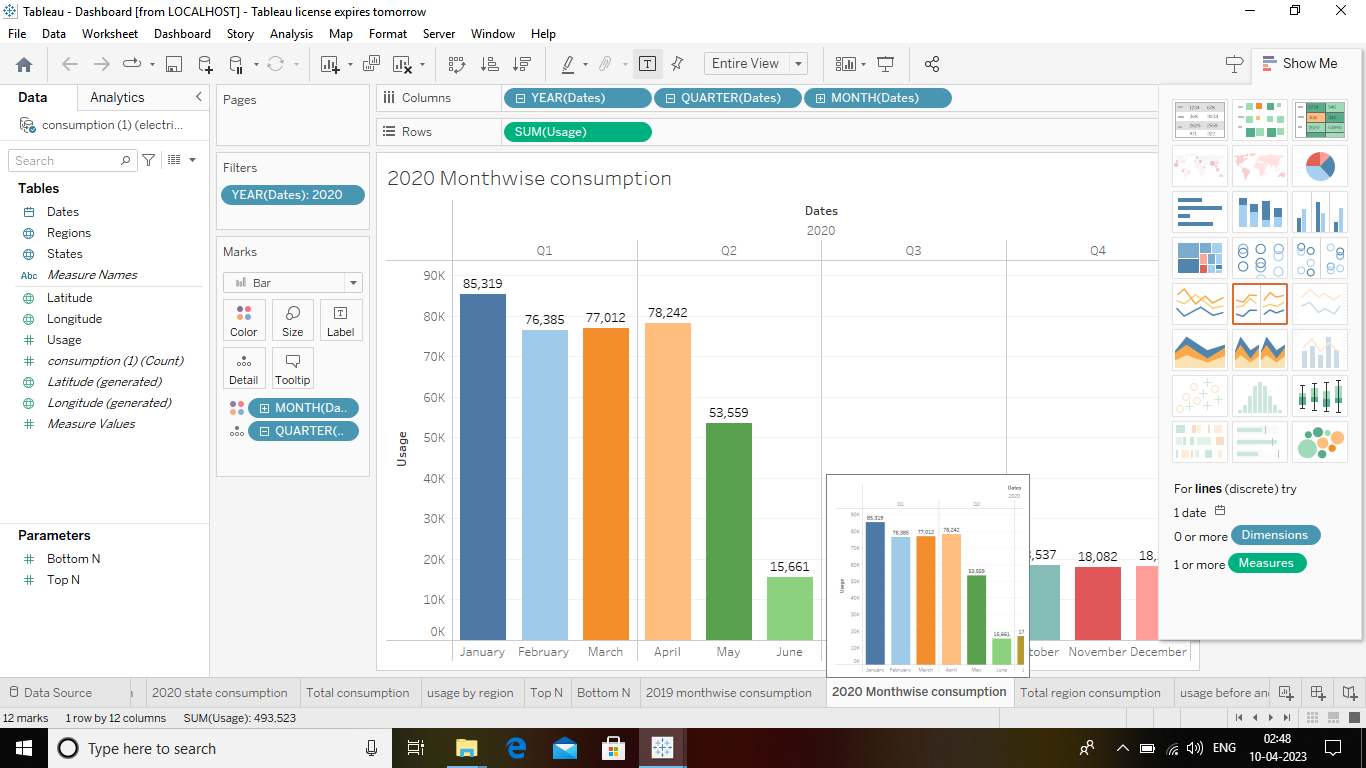 Tableau - Dashboard [from LOCALHOST] - Tableau license expires tomorrow
File Data Worksheet Dashboard Story Analysis Map Format Server Window Help
Entire View
Show Me
Data Analytics
consumption (1) (electri...
Search
Tables
Dates
Regions
States
Abc Measure Names
Latitude
Longitude
Usage
consumption (1) (Count)
Latitude (generated)
Longitude (generated)
Measure Values
Parameters
Bottom N
Top N
Pages
Filters
YEAR(Dates): 2020
Marks
Bar
Color Size Label
Detail Tooltip
MONTH(Da..
QUARTER(..
Columns YEAR(Dates) QUARTER(Dates) MONTH(Dates)
Rows SUM(Usage)
2020 Monthwise consumption
Dates
2020
Q1 Q2 Q3 Q4
Usage
90K
80K
70K
60K
50K
40K
30K
20K
10K
0K
85,319
76,385
77,012
78,242
53,559
15,661
,537
18,082
18,
January February March April May June tober November December
Dates
2020
Q1 Q2
Usage
90K
80K
70K
60K
50K
40K
30K
20K
10K
0K
85,319
76,385
77,012
78,242
53,559
15,661
17
January February March April May June J
For lines (discrete) try
1 date
0 or more Dimensions
1 or more Measures
Data Source 2020 state consumption Total consumption usage by region Top N Bottom N 2019 monthwise consumption 2020 Monthwise consumption Total region consumption usage before an
12 marks 1 row by 12 columns SUM(Usage): 493,523
Type here to search
ENG
02:48
10-04-2023